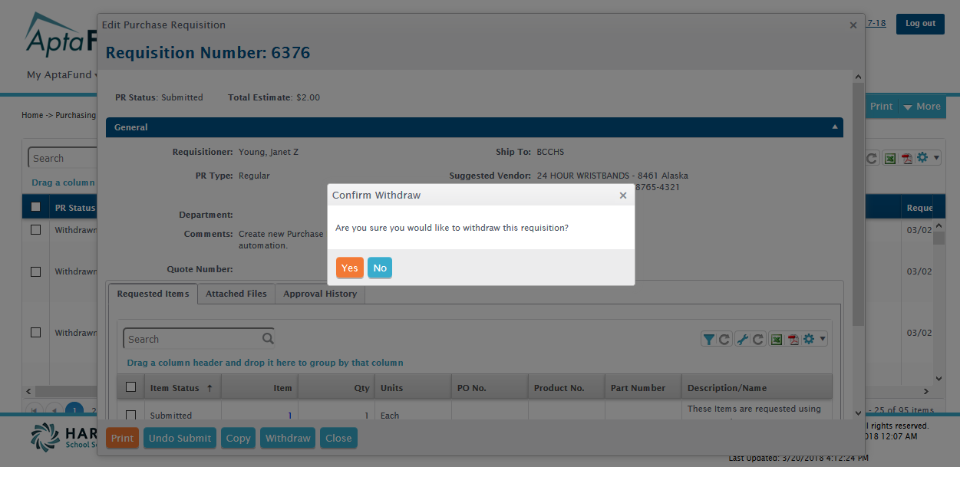 Edit Purchase Requisition
7-18
Log out
AptaF
Requisition Number: 6376
My AptaFund
PR Status: Submitted Total Estimate: $2.00
Print More
Home -> Purchasing
General
Requisitioner: Young, Janet Z
Ship To: BCCHS
Search
PR Type: Regular
Suggested Vendor: 24 HOUR WRISTBANDS - 8461 Alaska
8765-4321
Drag a column
Confirm Withdraw
PR Status
Reque
Department:
Are you sure you would like to withdraw this requisition?
Withdrawn
03/02
Comments: Create new Purchase
automation.
Quote Number:
Yes No
Withdrawn
03/02
Requested Items Attached Files Approval History
Withdrawn
03/02
Search
Drag a column header and drop it here to group by that column
Item Status ↑ Item Qty Units PO No. Product No. Part Number Description/Name
Submitted 1 1 Each
These Items are requested using
1 2
- 25 of 95 items
HAR
School S
Print Undo Submit Copy Withdraw Close
l rights reserved.
018 12:07 AM
Last Updated: 3/20/2018 4:12:24 PM